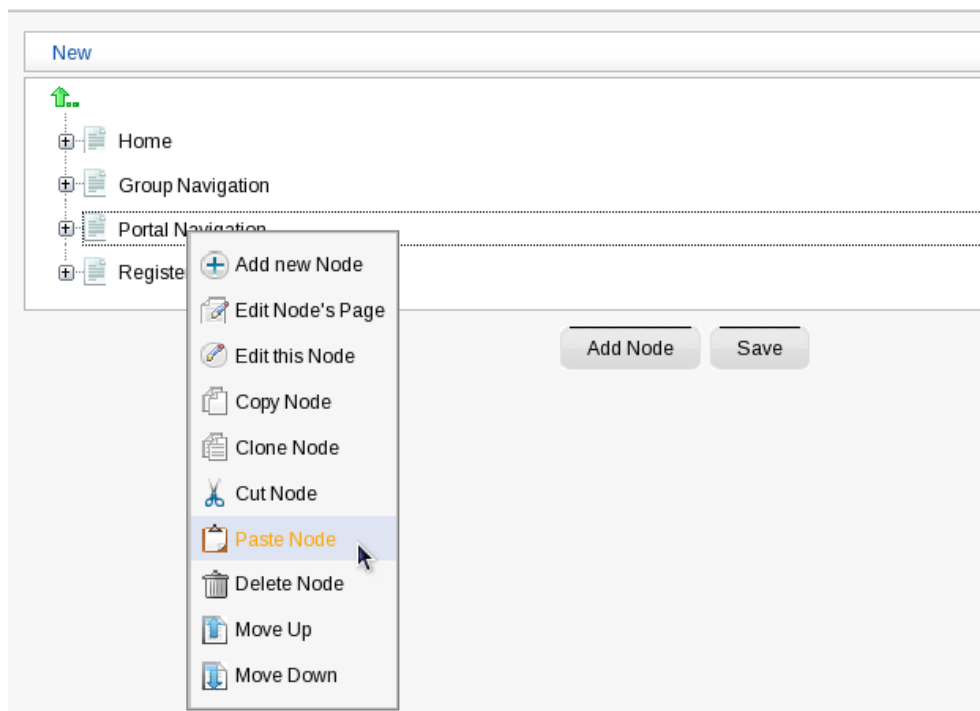 New
Home
Group Navigation
Portal Navigation
Registe
Add new Node
Edit Node's Page
Edit this Node
Copy Node
Clone Node
Cut Node
Paste Node
Delete Node
Move Up
Move Down
Add Node
Save